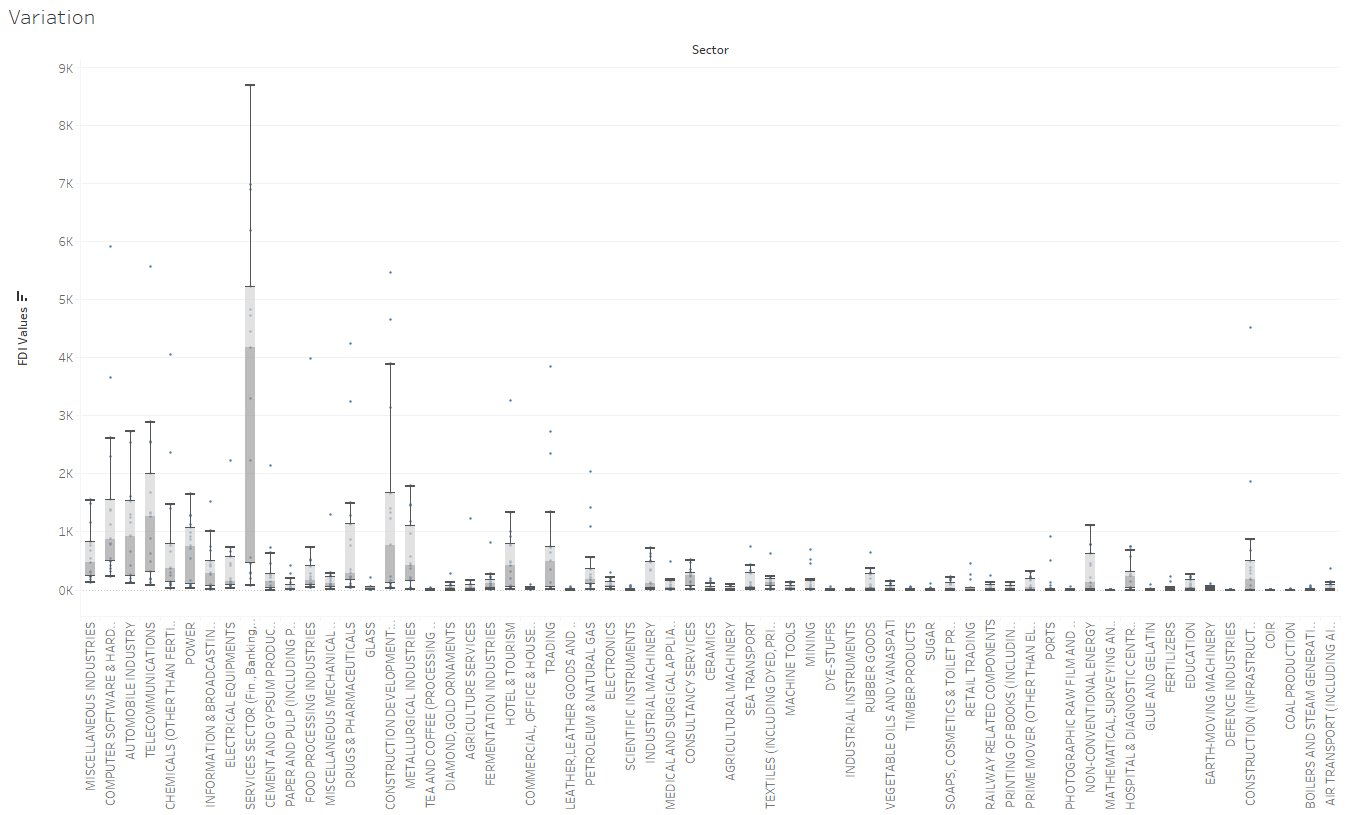 Variation
Sector
FDI Values
9K
8K
7K
6K
5K
4K
3K
2K
1K
0K
MISCELLANEOUS INDUSTRIES
COMPUTER SOFTWARE & HARD..
AUTOMOBILE INDUSTRY
TELECOMMUNICATIONS
CHEMICALS (OTHER THAN FERTI..
POWER
INFORMATION & BROADCASTIN..
ELECTRICAL EQUIPMENTS
SERVICES SECTOR (Fin.,Banking,..
CEMENT AND GYPSUM PRODUC..
PAPER AND PULP (INCLUDING P..
FOOD PROCESSING INDUSTRIES
MISCELLANEOUS MECHANICAL ..
DRUGS & PHARMACEUTICALS
GLASS
CONSTRUCTION DEVELOPMENT:..
METALLURGICAL INDUSTRIES
TEA AND COFFEE (PROCESSING ..
DIAMOND,GOLD ORNAMENTS
AGRICULTURE SERVICES
FERMENTATION INDUSTRIES
HOTEL & TOURISM
COMMERCIAL, OFFICE & HOUSE..
TRADING
LEATHER,LEATHER GOODS AND ..
PETROLEUM & NATURAL GAS
ELECTRONICS
SCIENTIFIC INSTRUMENTS
INDUSTRIAL MACHINERY
MEDICAL AND SURGICAL APPLIA..
CONSULTANCY SERVICES
CERAMICS
AGRICULTURAL MACHINERY
SEA TRANSPORT
TEXTILES (INCLUDING DYED,PRI..
MACHINE TOOLS
MINING
DYE-STUFFS
INDUSTRIAL INSTRUMENTS
RUBBER GOODS
VEGETABLE OILS AND VANASPATI
TIMBER PRODUCTS
SUGAR
SOAPS, COSMETICS & TOILET PR..
RETAIL TRADING
RAILWAY RELATED COMPONENTS
PRINTING OF BOOKS (INCLUDIN..
PRIME MOVER (OTHER THAN EL..
PORTS
PHOTOGRAPHIC RAW FILM AND ..
NON-CONVENTIONAL ENERGY
MATHEMATICAL,SURVEYING AN..
HOSPITAL & DIAGNOSTIC CENTR..
GLUE AND GELATIN
FERTILIZERS
EDUCATION
EARTH-MOVING MACHINERY
DEFENCE INDUSTRIES
CONSTRUCTION (INFRASTRUCT..
COIR
COAL PRODUCTION
BOILERS AND STEAM GENERATI..
AIR TRANSPORT (INCLUDING AI..